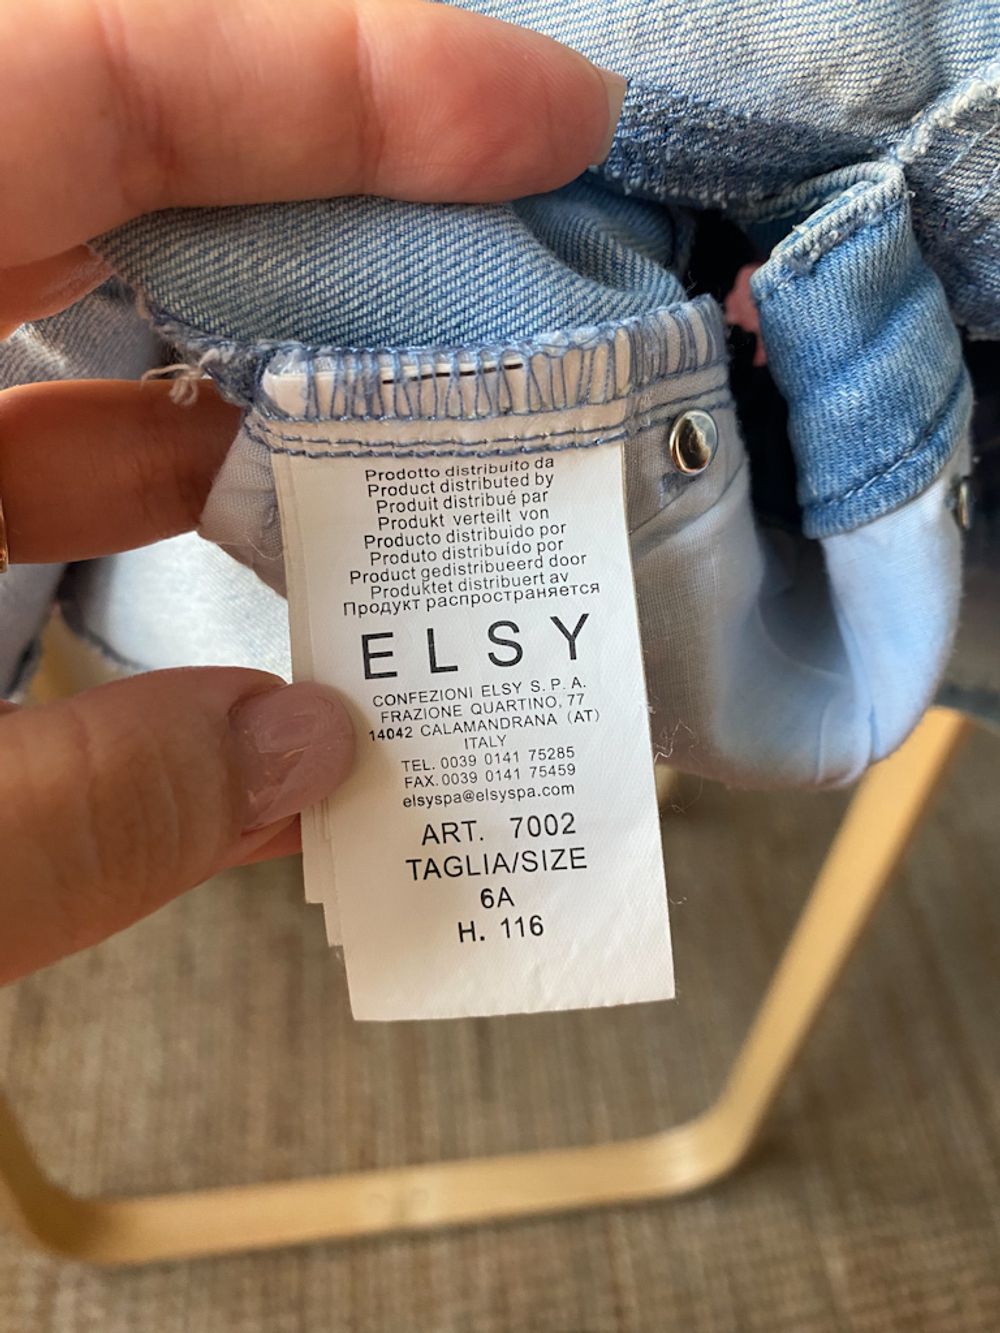 Prodotto distribuito da
Product distributed by
Produit distribué par
Produkt verteilt von
Producto distribuido por
Produto distribuído por
Product gedistribueerd door
Produktet distribuert av
Продукт распространяется
ELSY
CONFEZIONI ELSY S. P. A.
FRAZIONE QUARTINO, 77
14042 CALAMANDRANA (AT)
ITALY
TEL. 0039 0141 75285
FAX. 0039 0141 75459
elsyspa@elsyspa.com
ART. 7002
TAGLIA/SIZE
6A
H. 116